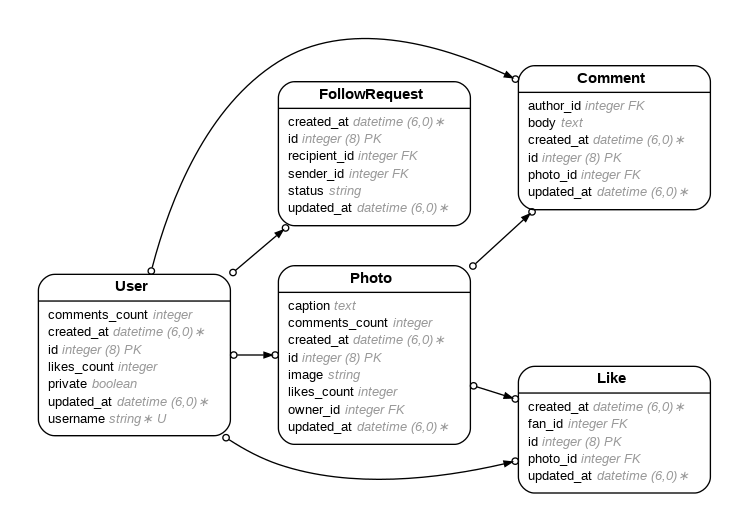 FollowRequest
created_at datetime (6,0)∗
id integer (8) PK
recipient_id integer FK
sender_id integer FK
status string
updated_at datetime (6,0)∗
Comment
author_id integer FK
body text
created_at datetime (6,0)∗
id integer (8) PK
photo_id integer FK
updated_at datetime (6,0)∗
User
comments_count integer
created_at datetime (6,0)∗
id integer (8) PK
likes_count integer
private boolean
updated_at datetime (6,0)∗
username string∗ U
Photo
caption text
comments_count integer
created_at datetime (6,0)∗
id integer (8) PK
image string
likes_count integer
owner_id integer FK
updated_at datetime (6,0)∗
Like
created_at datetime (6,0)∗
fan_id integer FK
id integer (8) PK
photo_id integer FK
updated_at datetime (6,0)∗